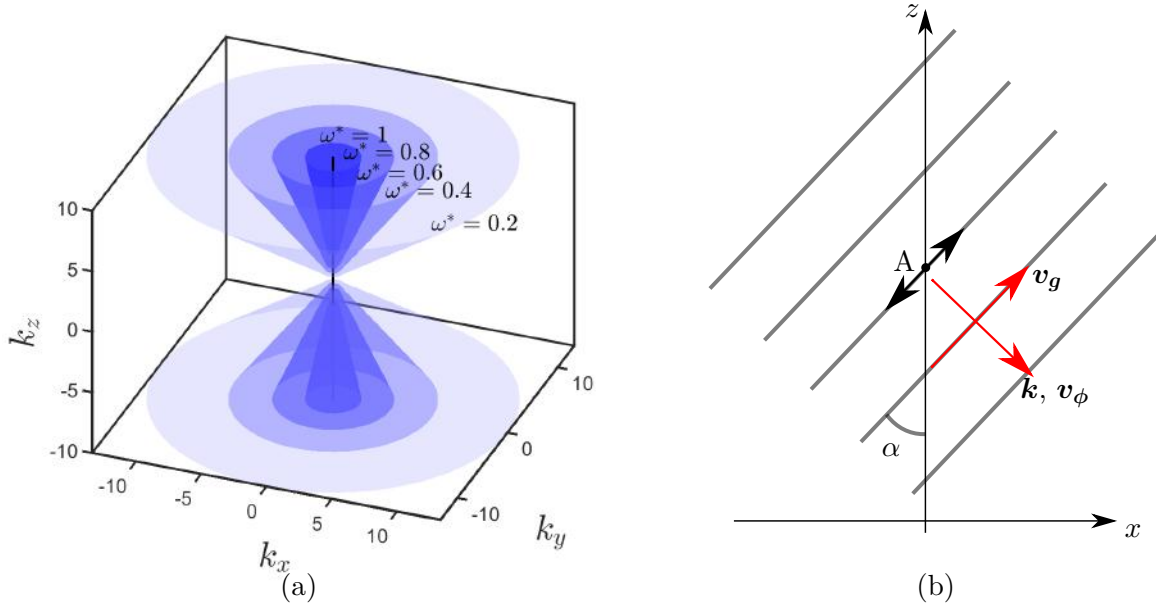 ω* = 1
ω* = 0.8
ω* = 0.6
ω* = 0.4
ω* = 0.2
10
5
0
-5
-10
k_z
-10
-5
0
5
10
k_x
-10
0
10
k_y
(a)
z
A
v_g
k, v_ϕ
α
x
(b)